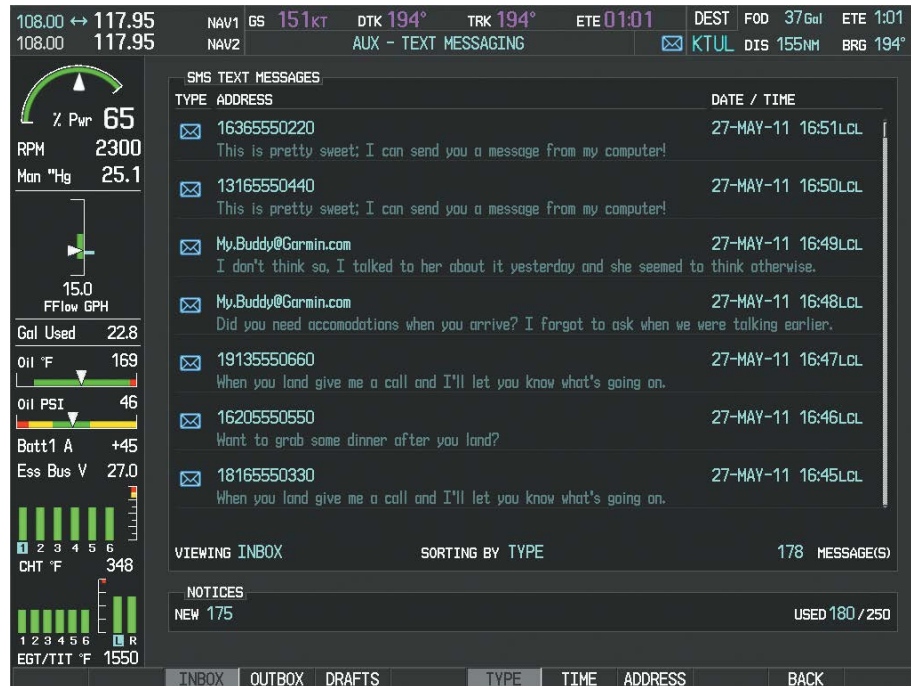 108.00 ↔ 117.95 NAV1 GS 151KT DTK 194° TRK 194° ETE 01:01 DEST FOD 37Gal ETE 1:01
108.00 117.95 NAV2 AUX - TEXT MESSAGING KTUL DIS 155NM BRG 194°
% Pwr 65
RPM 2300
Man "Hg 25.1
15.0
FFlow GPH
Gal Used 22.8
Oil °F 169
Oil PSI 46
Batt1 A +45
Ess Bus V 27.0
1 2 3 4 5 6
CHT °F 348
1 2 3 4 5 6 L R
EGT/TIT °F 1550
SMS TEXT MESSAGES
TYPE ADDRESS DATE / TIME
16365550220 27-MAY-11 16:51LCL
This is pretty sweet; I can send you a message from my computer!
13165550440 27-MAY-11 16:50LCL
This is pretty sweet; I can send you a message from my computer!
My.Buddy@Garmin.com 27-MAY-11 16:49LCL
I don't think so, I talked to her about it yesterday and she seemed to think otherwise.
My.Buddy@Garmin.com 27-MAY-11 16:48LCL
Did you need accomodations when you arrive? I forgot to ask when we were talking earlier.
19135550660 27-MAY-11 16:47LCL
When you land give me a call and I'll let you know what's going on.
16205550550 27-MAY-11 16:46LCL
Want to grab some dinner after you land?
18165550330 27-MAY-11 16:45LCL
When you land give me a call and I'll let you know what's going on.
VIEWING INBOX SORTING BY TYPE 178 MESSAGE(S)
NOTICES
NEW 175 USED 180 / 250
INBOX OUTBOX DRAFTS TYPE TIME ADDRESS BACK